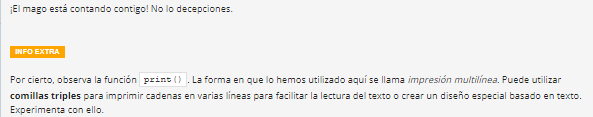 ¡El mago está contando contigo! No lo decepciones.
INFO EXTRA
Por cierto, observa la función print(). La forma en que lo hemos utilizado aquí se llama impresión multilínea. Puede utilizar
comillas triples para imprimir cadenas en varias líneas para facilitar la lectura del texto o crear un diseño especial basado en texto.
Experimenta con ello.